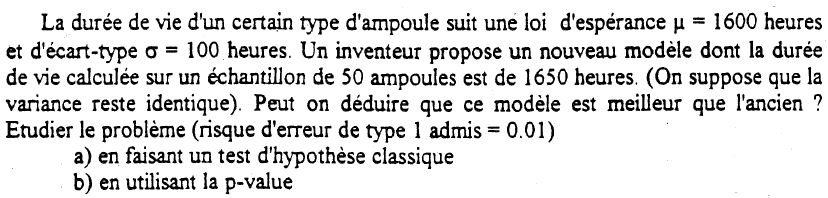 La durée de vie d'un certain type d'ampoule suit une loi d'espérance µ = 1600 heures
et d'écart-type σ = 100 heures. Un inventeur propose un nouveau modèle dont la durée
de vie calculée sur un échantillon de 50 ampoules est de 1650 heures. (On suppose que la
variance reste identique). Peut on déduire que ce modèle est meilleur que l'ancien ?
Etudier le problème (risque d'erreur de type 1 admis = 0.01)
a) en faisant un test d'hypothèse classique
b) en utilisant la p-value